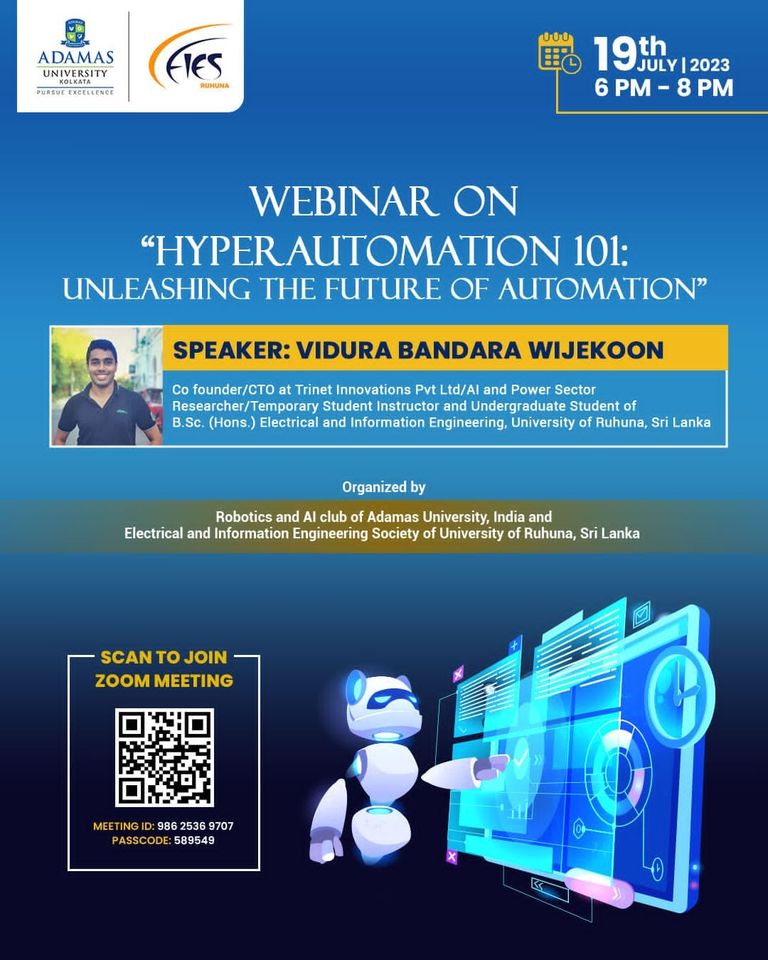 ADAMAS
UNIVERSITY
KOLKATA
PURSUE EXCELLENCE
EIES
RUHUNA
19th
JULY | 2023
6 PM - 8 PM
WEBINAR ON
“HYPERAUTOMATION 101:
UNLEASHING THE FUTURE OF AUTOMATION”
SPEAKER: VIDURA BANDARA WIJEKOON
Co founder/CTO at Trinet Innovations Pvt Ltd/AI and Power Sector
Researcher/Temporary Student Instructor and Undergraduate Student of
B.Sc. (Hons.) Electrical and Information Engineering, University of Ruhuna, Sri Lanka
Organized by
Robotics and AI club of Adamas University, India and
Electrical and Information Engineering Society of University of Ruhuna, Sri Lanka
SCAN TO JOIN
ZOOM MEETING
MEETING ID: 986 2536 9707
PASSCODE: 589549